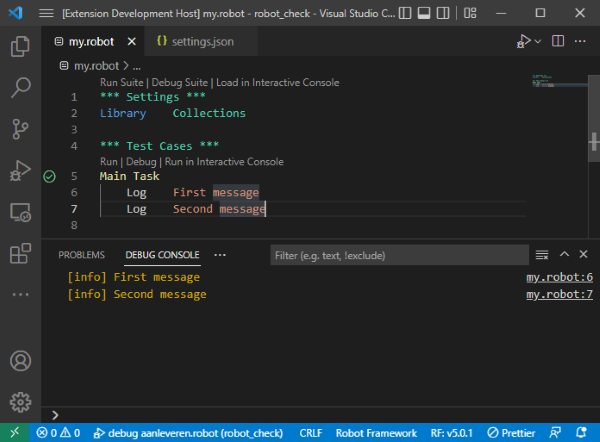 [Extension Development Host] my.robot - robot_check - Visual Studio C...
my.robot
{} settings.json
my.robot > ...
Run Suite | Debug Suite | Load in Interactive Console
1 *** Settings ***
2 Library    Collections
3
4 *** Test Cases ***
Run | Debug | Run in Interactive Console
5 Main Task
6 Log    First message
7 Log    Second message
8
PROBLEMS DEBUG CONSOLE ... Filter (e.g. text, !exclude)
[info] First message my.robot:6
[info] Second message my.robot:7
>
0 0 debug aanleveren.robot (robot_check) CRLF Robot Framework RF: v5.0.1 Prettier